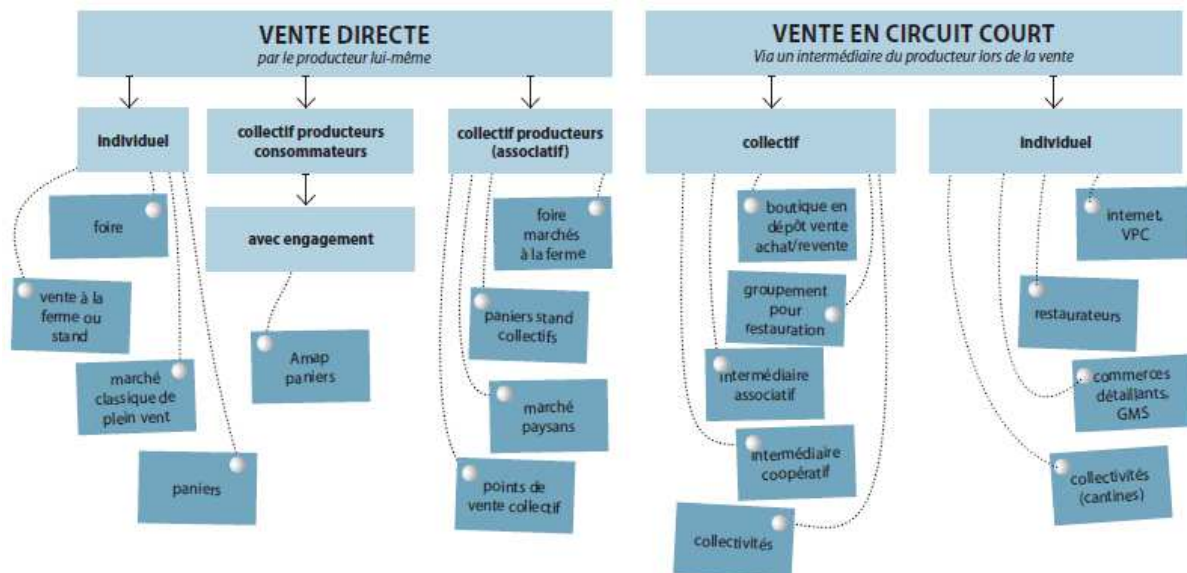 VENTE DIRECTE
par le producteur lui-même
individuel
foire
vente à la
ferme ou
stand
marché
classique de
plein vent
paniers
collectif producteurs
consommateurs
avec engagement
Amap
paniers
collectif producteurs
(associatif)
foire
marchés
à la ferme
paniers stand
collectifs
marché
paysans
points de
vente collectif
VENTE EN CIRCUIT COURT
Via un intermédiaire du producteur lors de la vente
collectif
boutique en
dépôt vente
achat/revente
groupement
pour
restauration
intermédiaire
associatif
intermédiaire
coopératif
collectivités
individuel
internet,
VPC
restaurateurs
commerces
détaillants,
GMS
collectivités
(cantines)